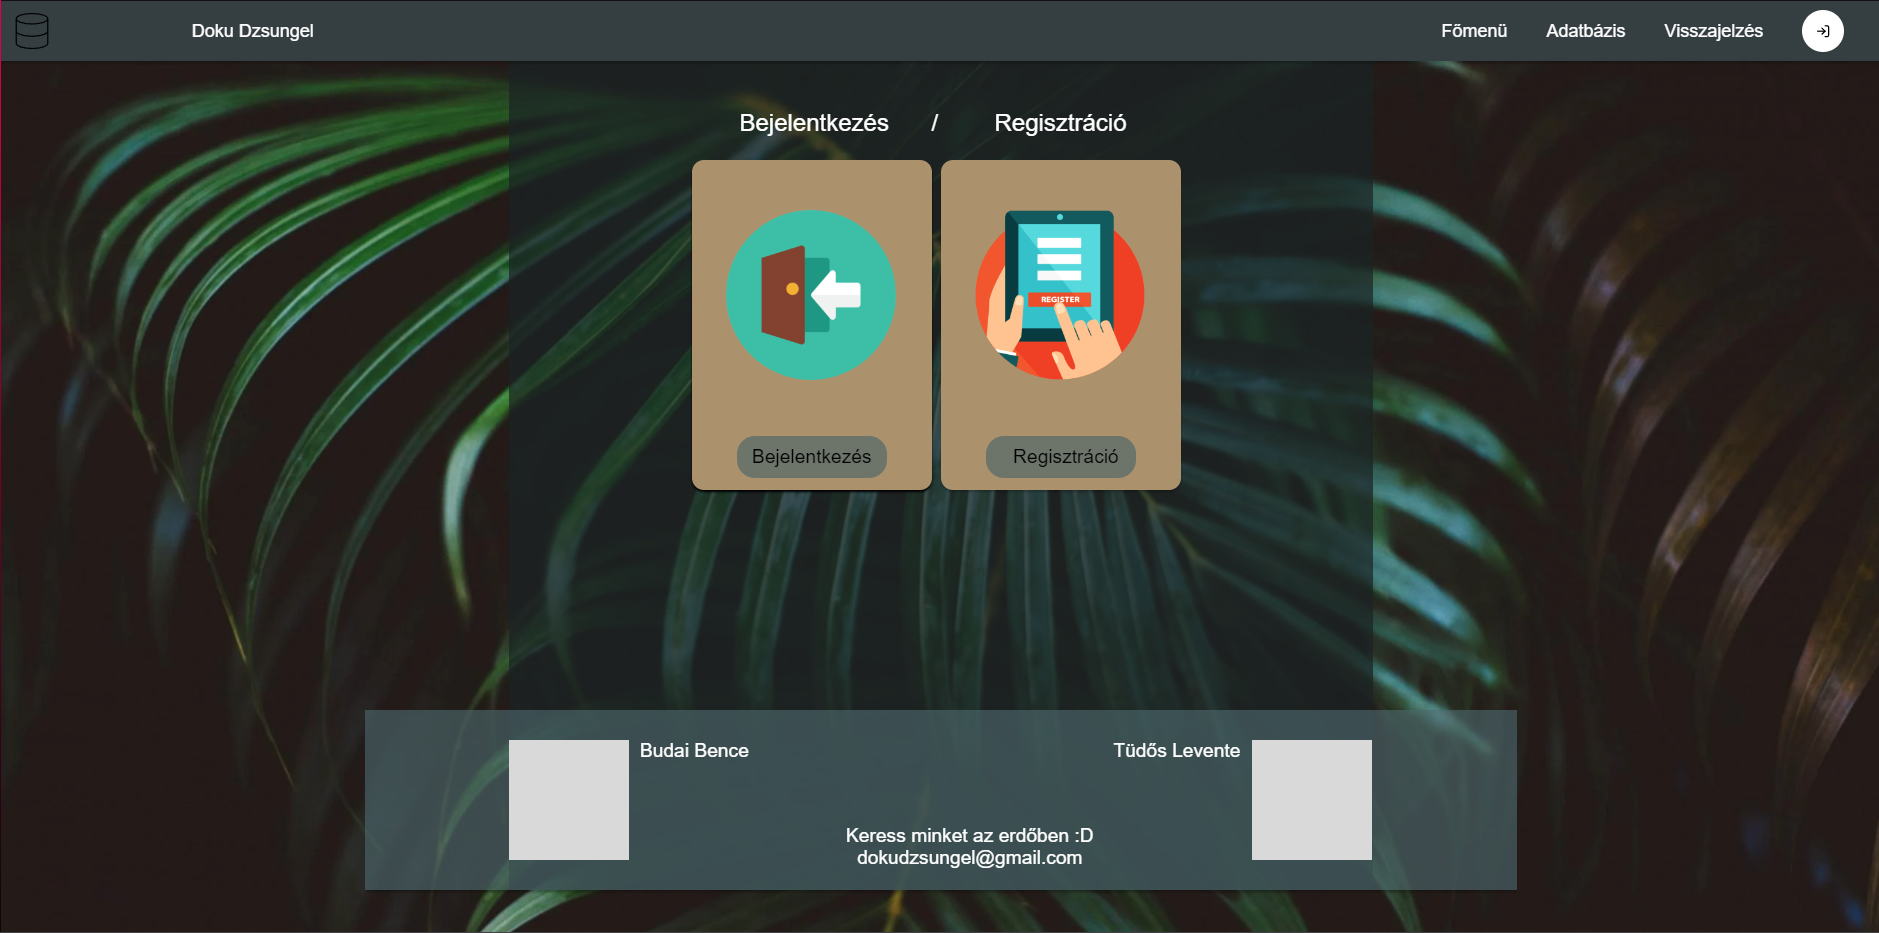 Doku Dzsungel
Főmenü
Adatbázis
Visszajelzés
Bejelentkezés / Regisztráció
REGISTER
Bejelentkezés
Regisztráció
Budai Bence
Tüdős Levente
Keress minket az erdőben :D
dokudzsungel@gmail.com